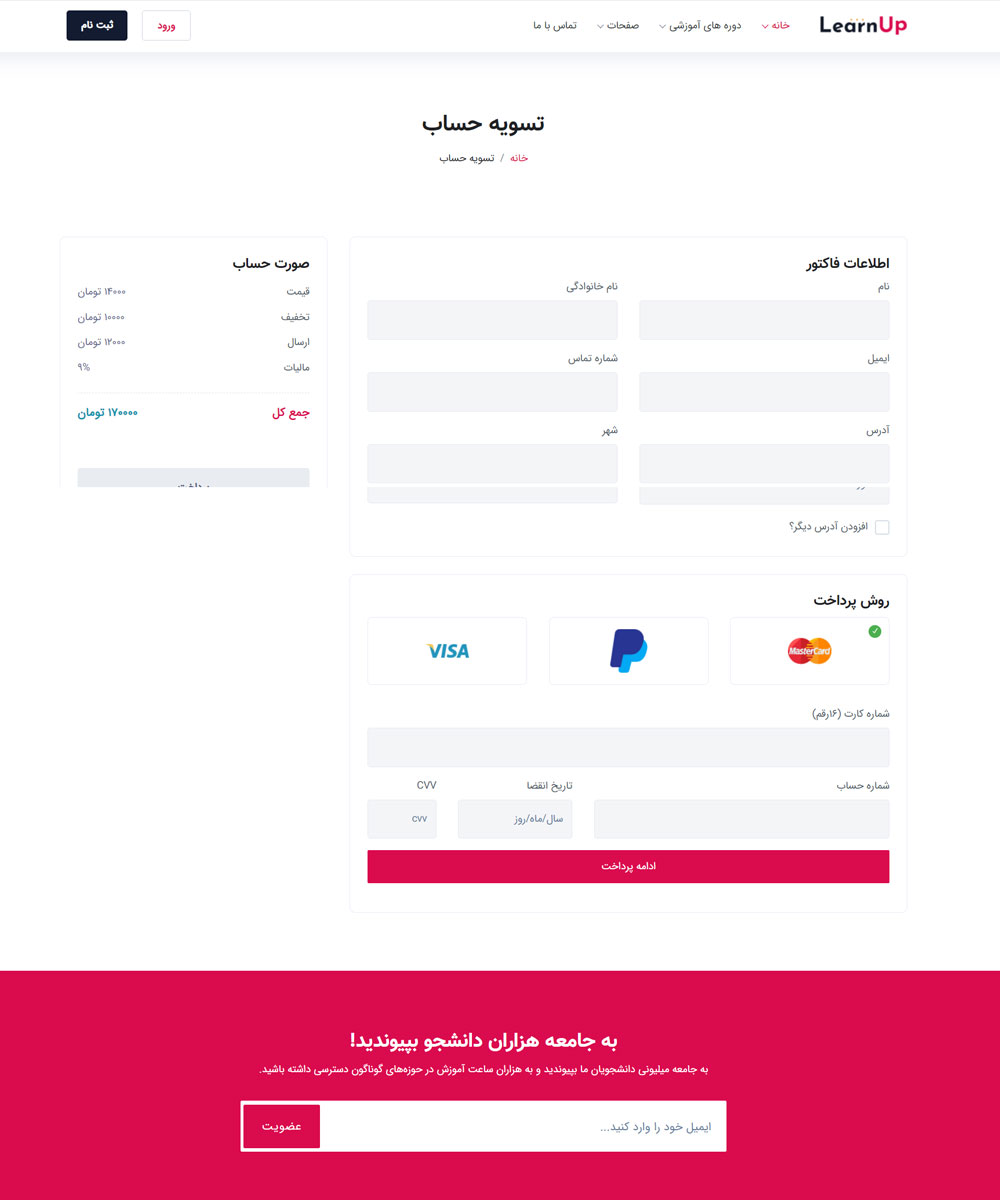 LearnUp
خانه
دوره های آموزشی
صفحات
تماس با ما
ورود
ثبت نام
تسویه حساب
خانه / تسویه حساب
اطلاعات فاکتور
نام
نام خانوادگی
ایمیل
شماره تماس
آدرس
شهر
افزودن آدرس دیگر؟
صورت حساب
قیمت ۱۴۰۰۰ تومان
تخفیف ۱۰۰۰۰ تومان
ارسال ۱۲۰۰۰ تومان
مالیات ۹%
جمع کل ۱۷۰۰۰۰ تومان
روش پرداخت
MasterCard
VISA
شماره کارت (۱۶رقم)
شماره حساب
تاریخ انقضا
CVV
سال/ماه/روز
cvv
ادامه پرداخت
به جامعه هزاران دانشجو بپیوندید!
به جامعه میلیونی دانشجویان ما بپیوندید و به هزاران ساعت آموزش در حوزه‌های گوناگون دسترسی داشته باشید.
ایمیل خود را وارد کنید...
عضویت